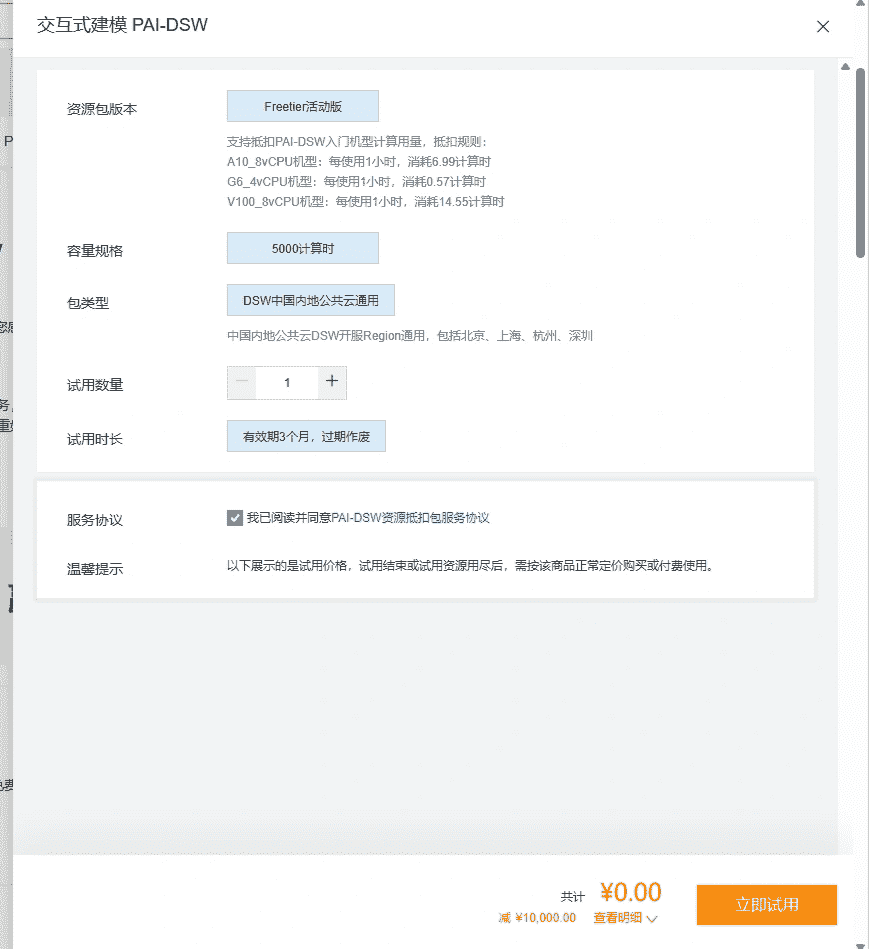 交互式建模 PAI-DSW
资源包版本
Freetier活动版
支持抵扣PAI-DSW入门机型计算用量，抵扣规则：
A10_8vCPU机型：每使用1小时，消耗6.99计算时
G6_4vCPU机型：每使用1小时，消耗0.57计算时
V100_8vCPU机型：每使用1小时，消耗14.55计算时
容量规格
5000计算时
包类型
DSW中国内地公共云通用
中国内地公共云DSW开服Region通用，包括北京、上海、杭州、深圳
试用数量
1
试用时长
有效期3个月，过期作废
服务协议
我已阅读并同意PAI-DSW资源抵扣包服务协议
温馨提示
以下展示的是试用价格，试用结束或试用资源用尽后，需按该商品正常定价购买或付费使用。
共计 ¥0.00
减 ¥10,000.00 查看明细
立即试用